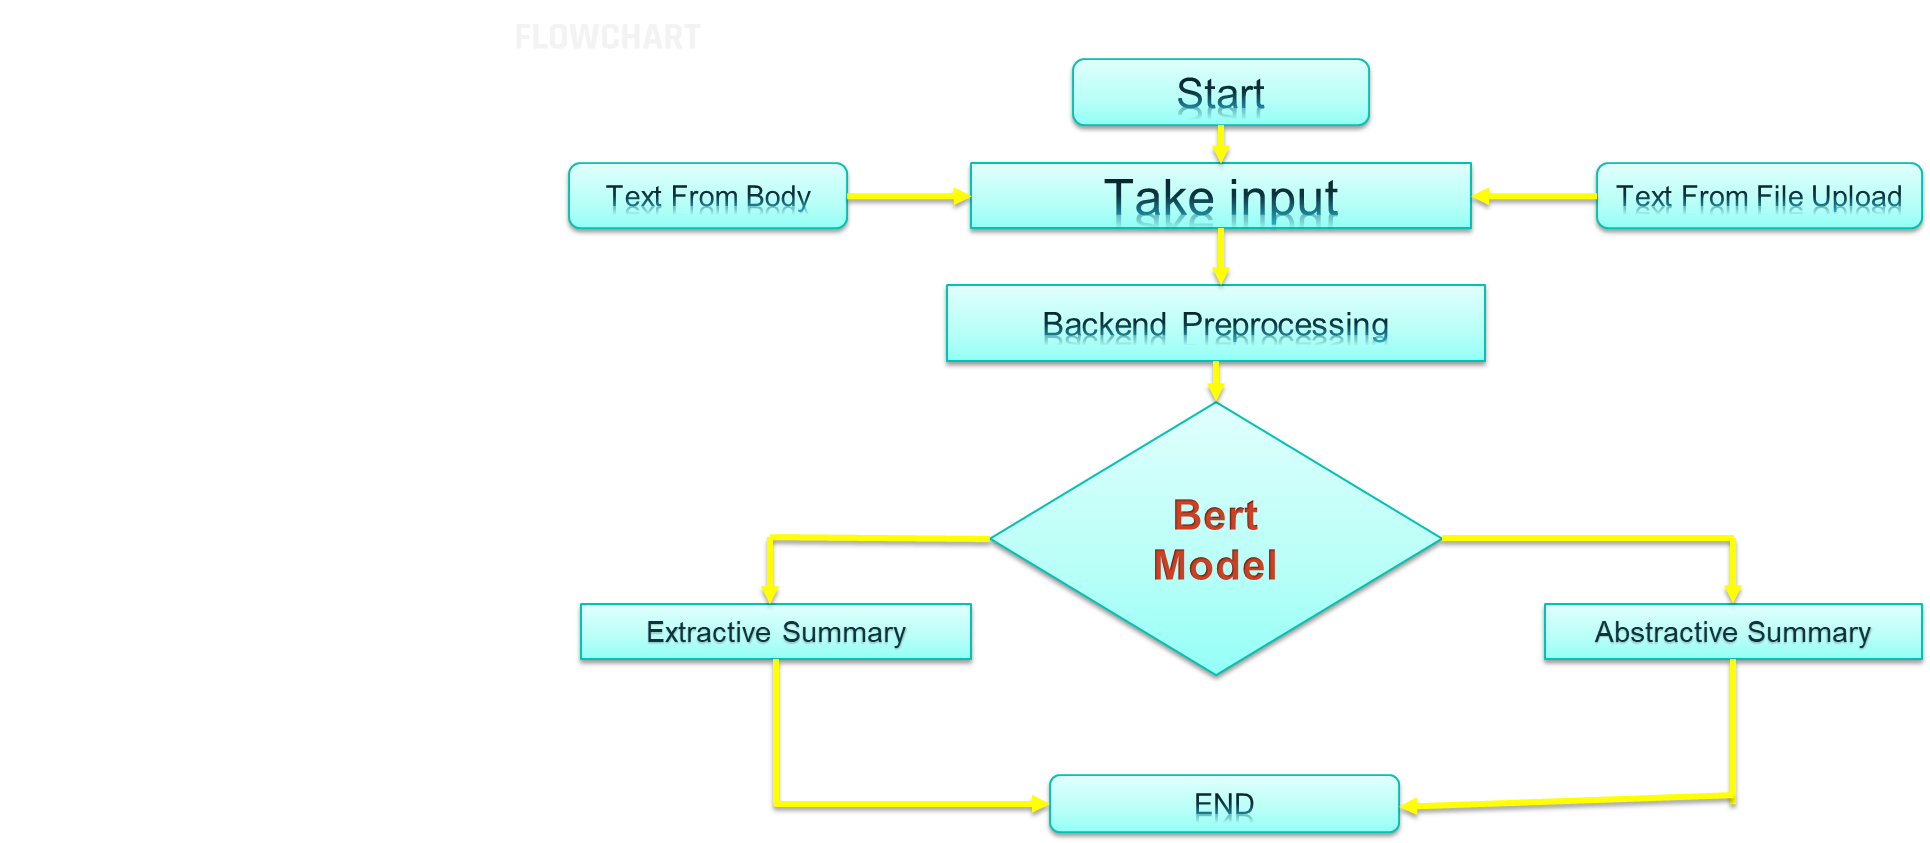 FLOWCHART
Start
Text From Body
Take input
Text From File Upload
Backend Preprocessing
Bert
Model
Extractive Summary
Abstractive Summary
END